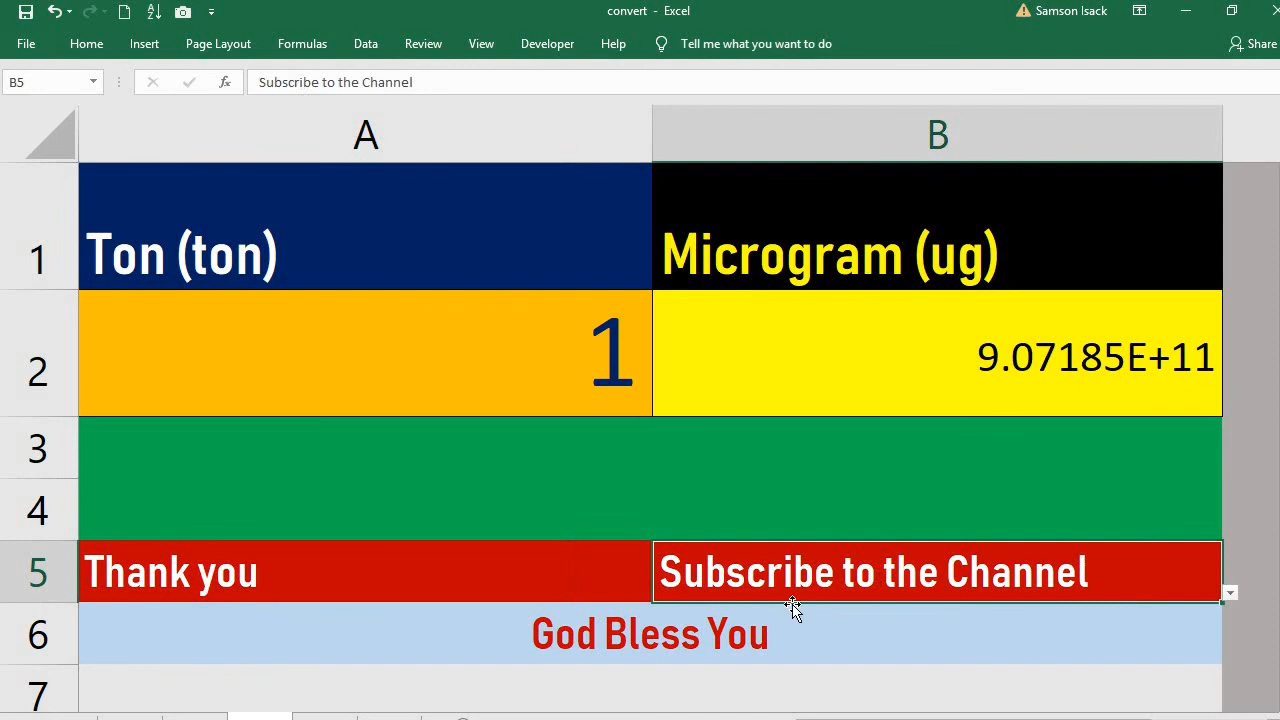 convert - Excel
Samson Isack
File Home Insert Page Layout Formulas Data Review View Developer Help Tell me what you want to do Share
B5 fx Subscribe to the Channel
A B
1 Ton (ton) Microgram (ug)
2 1 9.07185E+11
3
4
5 Thank you Subscribe to the Channel
6 God Bless You
7